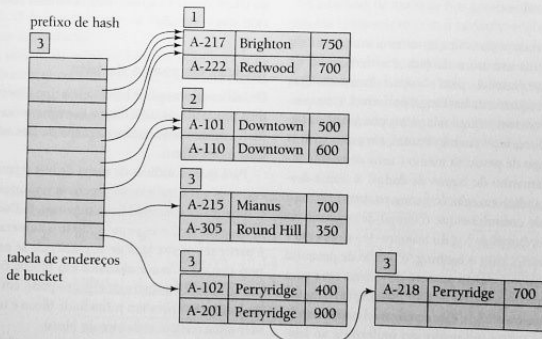 prefixo de hash
3
1
A-217 Brighton 750
A-222 Redwood 700
2
A-101 Downtown 500
A-110 Downtown 600
3
A-215 Mianus 700
A-305 Round Hill 350
tabela de endereços
de bucket
3
A-102 Perryridge 400
A-201 Perryridge 900
3
A-218 Perryridge 700